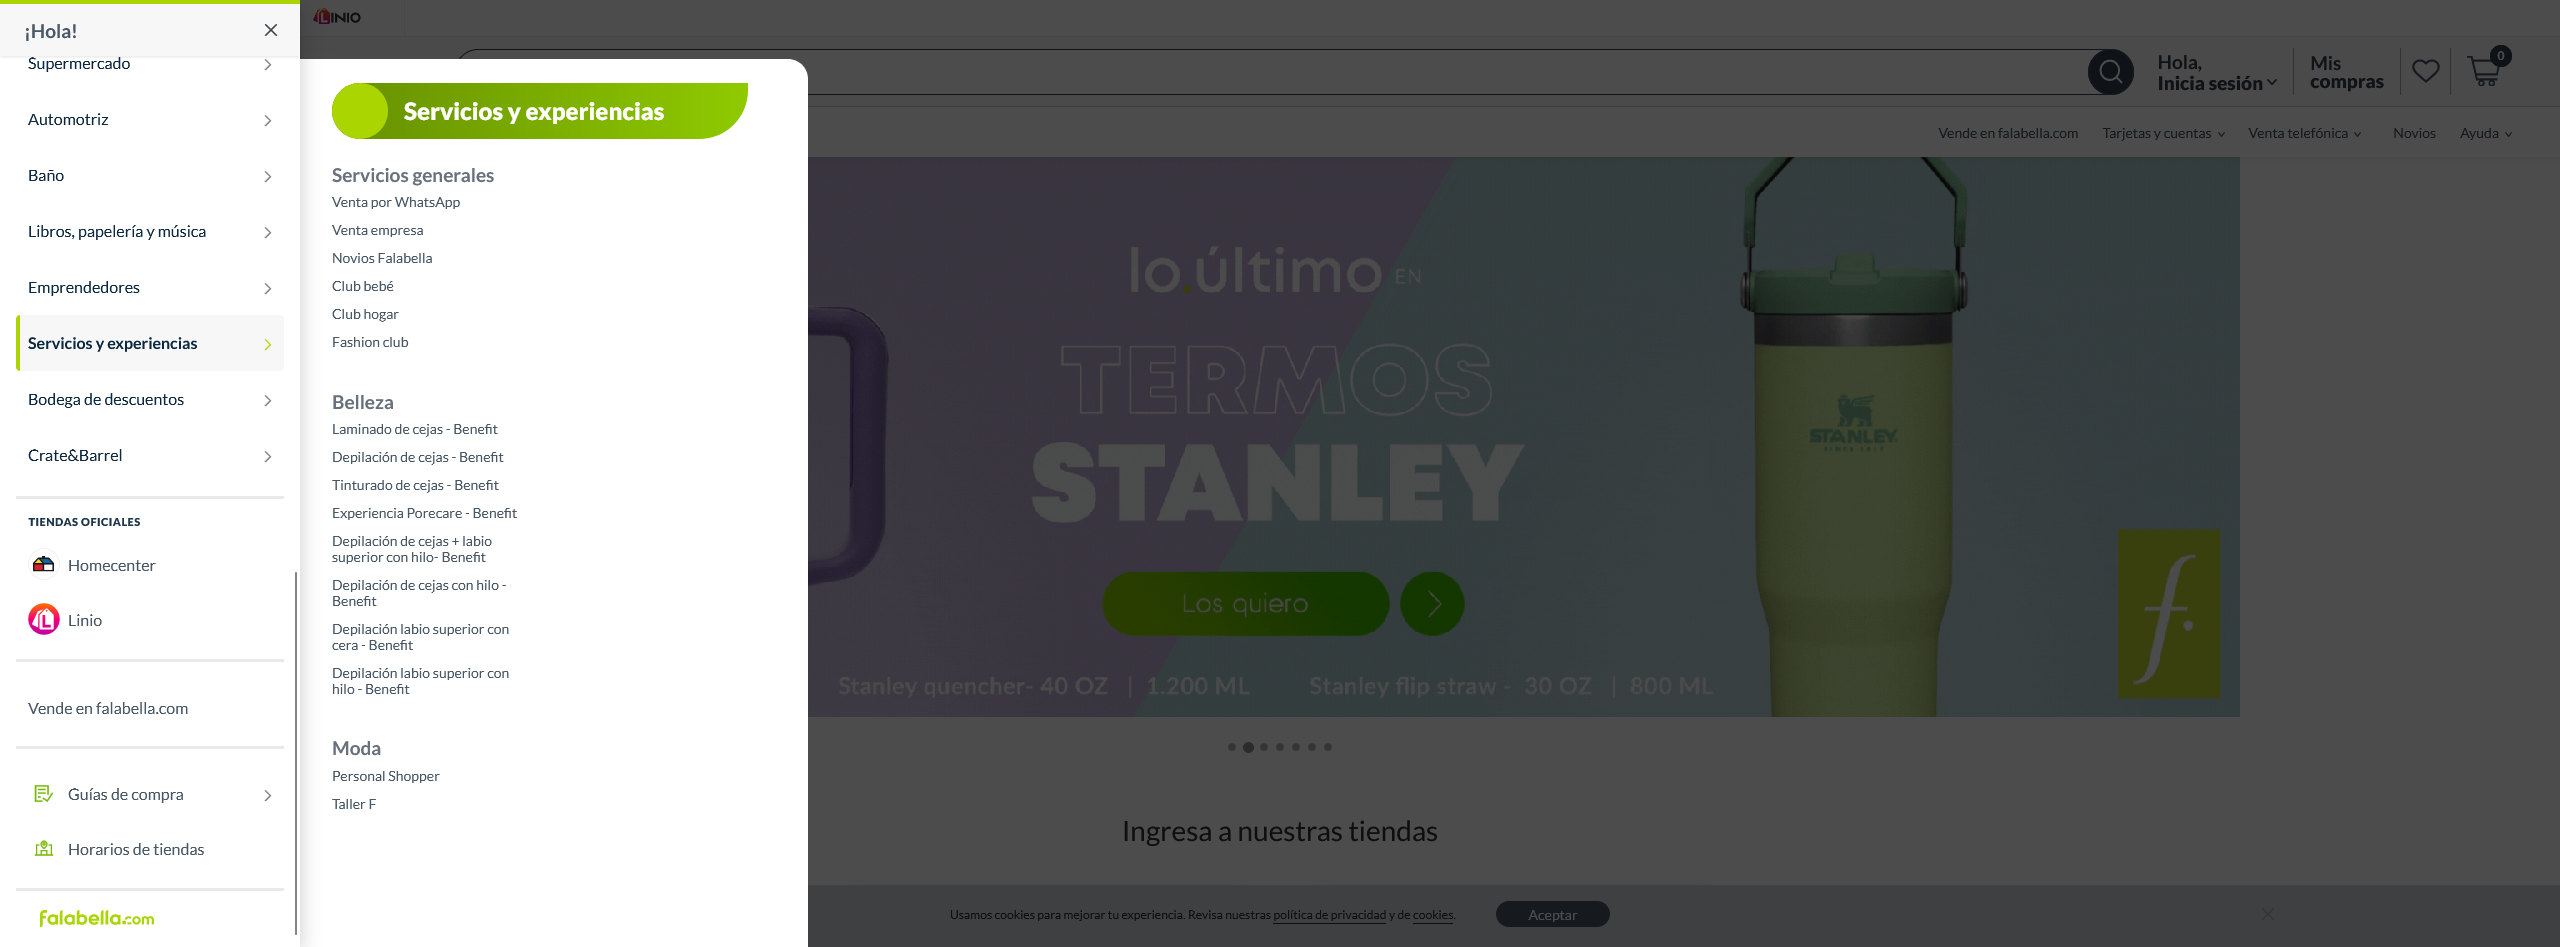 ¡Hola!
Supermercado
Automotriz
Baño
Libros, papelería y música
Emprendedores
Servicios y experiencias
Bodega de descuentos
Crate&Barrel
TIENDAS OFICIALES
Homecenter
Linio
Vende en falabella.com
Guías de compra
Horarios de tiendas
falabella.com
Servicios y experiencias
Servicios generales
Venta por WhatsApp
Venta empresa
Novios Falabella
Club bebé
Club hogar
Fashion club
Belleza
Laminado de cejas - Benefit
Depilación de cejas - Benefit
Tinturado de cejas - Benefit
Experiencia Porecare - Benefit
Depilación de cejas + labio
superior con hilo- Benefit
Depilación de cejas con hilo -
Benefit
Depilación labio superior con
cera - Benefit
Depilación labio superior con
hilo - Benefit
Moda
Personal Shopper
Taller F
LINIO
Hola,
Inicia sesión
Mis
compras
0
Vende en falabella.com
Tarjetas y cuentas
Venta telefónica
Novios
Ayuda
lo.último EN
TERMOS
STANLEY
Los quiero
Stanley quencher- 40 OZ | 1.200 ML
Stanley flip straw - 30 OZ | 800 ML
STANLEY
SINCE 1913
f.
Ingresa a nuestras tiendas
Usamos cookies para mejorar tu experiencia. Revisa nuestras política de privacidad y de cookies.
Aceptar